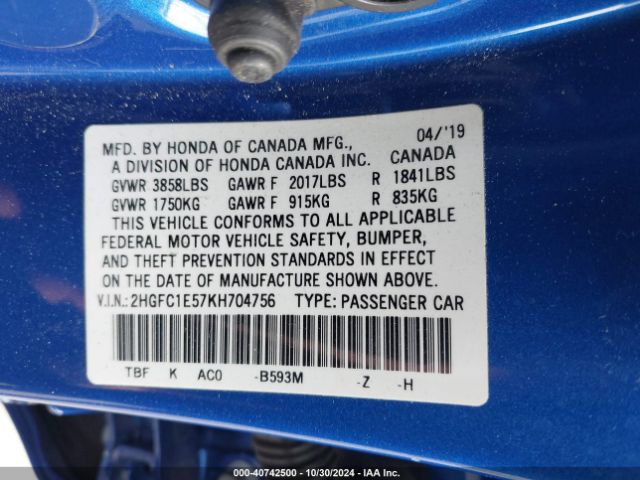 MFD. BY HONDA OF CANADA MFG., 04/'19
A DIVISION OF HONDA CANADA INC. CANADA
GVWR 3858LBS GAWR F 2017LBS R 1841LBS
GVWR 1750KG GAWR F 915KG R 835KG
THIS VEHICLE CONFORMS TO ALL APPLICABLE
FEDERAL MOTOR VEHICLE SAFETY, BUMPER,
AND THEFT PREVENTION STANDARDS IN EFFECT
ON THE DATE OF MANUFACTURE SHOWN ABOVE.
V.I.N.: 2HGFC1E57KH704756 TYPE: PASSENGER CAR
TBF K AC0 -B593M -Z -H
000-40742500 - 10/30/2024 - IAA Inc.